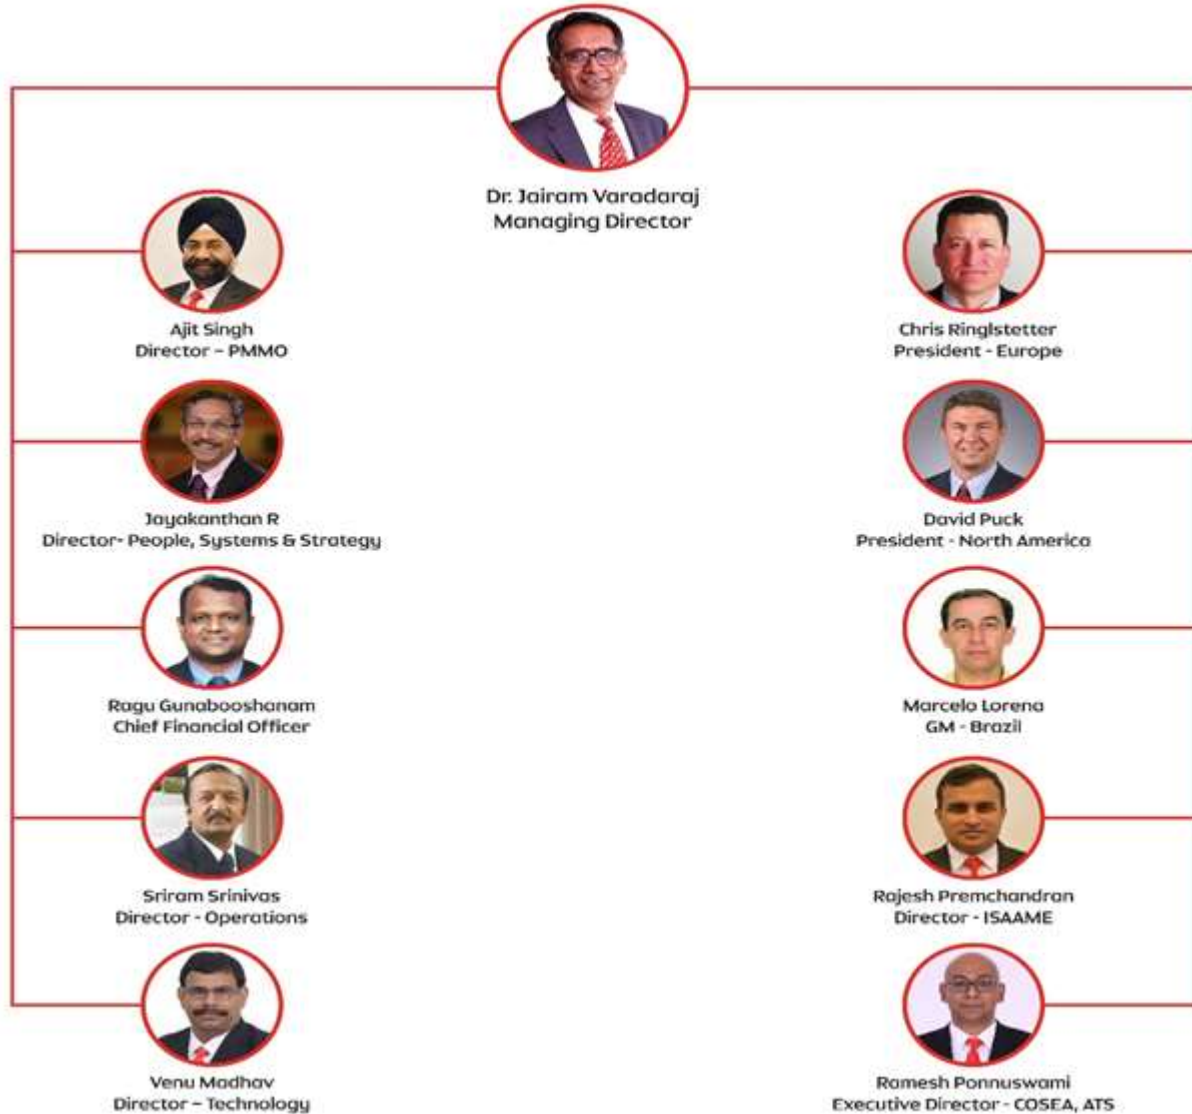 Dr. Jairam Varadaraj
Managing Director
Ajit Singh
Director – PMMO
Jayakanthan R
Director- People, Systems & Strategy
Ragu Gunabooshanam
Chief Financial Officer
Sriram Srinivas
Director - Operations
Venu Madhav
Director – Technology
Chris Ringlstetter
President - Europe
David Puck
President - North America
Marcelo Lorena
GM - Brazil
Rajesh Premchandran
Director - ISAAME
Ramesh Ponnuswami
Executive Director - COSEA, ATS